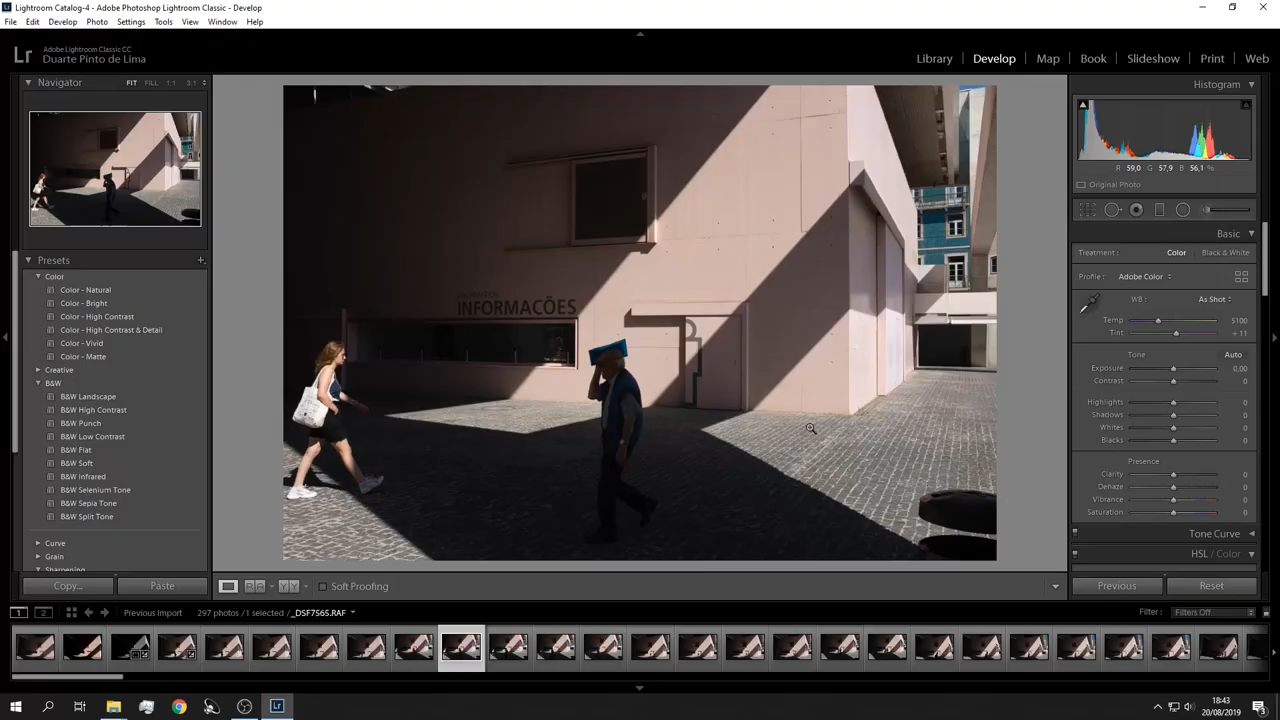 Lightroom Catalog-4 - Adobe Photoshop Lightroom Classic - Develop
File Edit Develop Photo Settings Tools View Window Help
Lr
Adobe Lightroom Classic CC
Duarte Pinto de Lima
Library | Develop | Map | Book | Slideshow | Print | Web
Navigator FIT FILL 1:1 3:1
Histogram
R 59,0 G 57,9 B 56,1 %
Original Photo
Presets +
Color
Color - Natural
Color - Bright
Color - High Contrast
Color - High Contrast & Detail
Color - Vivid
Color - Matte
Creative
B&W
B&W Landscape
B&W High Contrast
B&W Punch
B&W Low Contrast
B&W Flat
B&W Soft
B&W Infrared
B&W Selenium Tone
B&W Sepia Tone
B&W Split Tone
Curve
Grain
Sharpening
Copy... Paste
INFORMAÇÕES
Basic
Treatment : Color Black & White
Profile : Adobe Color
WB : As Shot
Temp 5100
Tint + 11
Tone Auto
Exposure 0,00
Contrast 0
Highlights 0
Shadows 0
Whites 0
Blacks 0
Presence
Clarity 0
Dehaze 0
Vibrance 0
Saturation 0
Tone Curve
HSL / Color
Previous Reset
Soft Proofing
1 2 Previous Import 297 photos / 1 selected / _DSF7565.RAF
Filter : Filters Off
Lr
18:43
20/08/2019
3